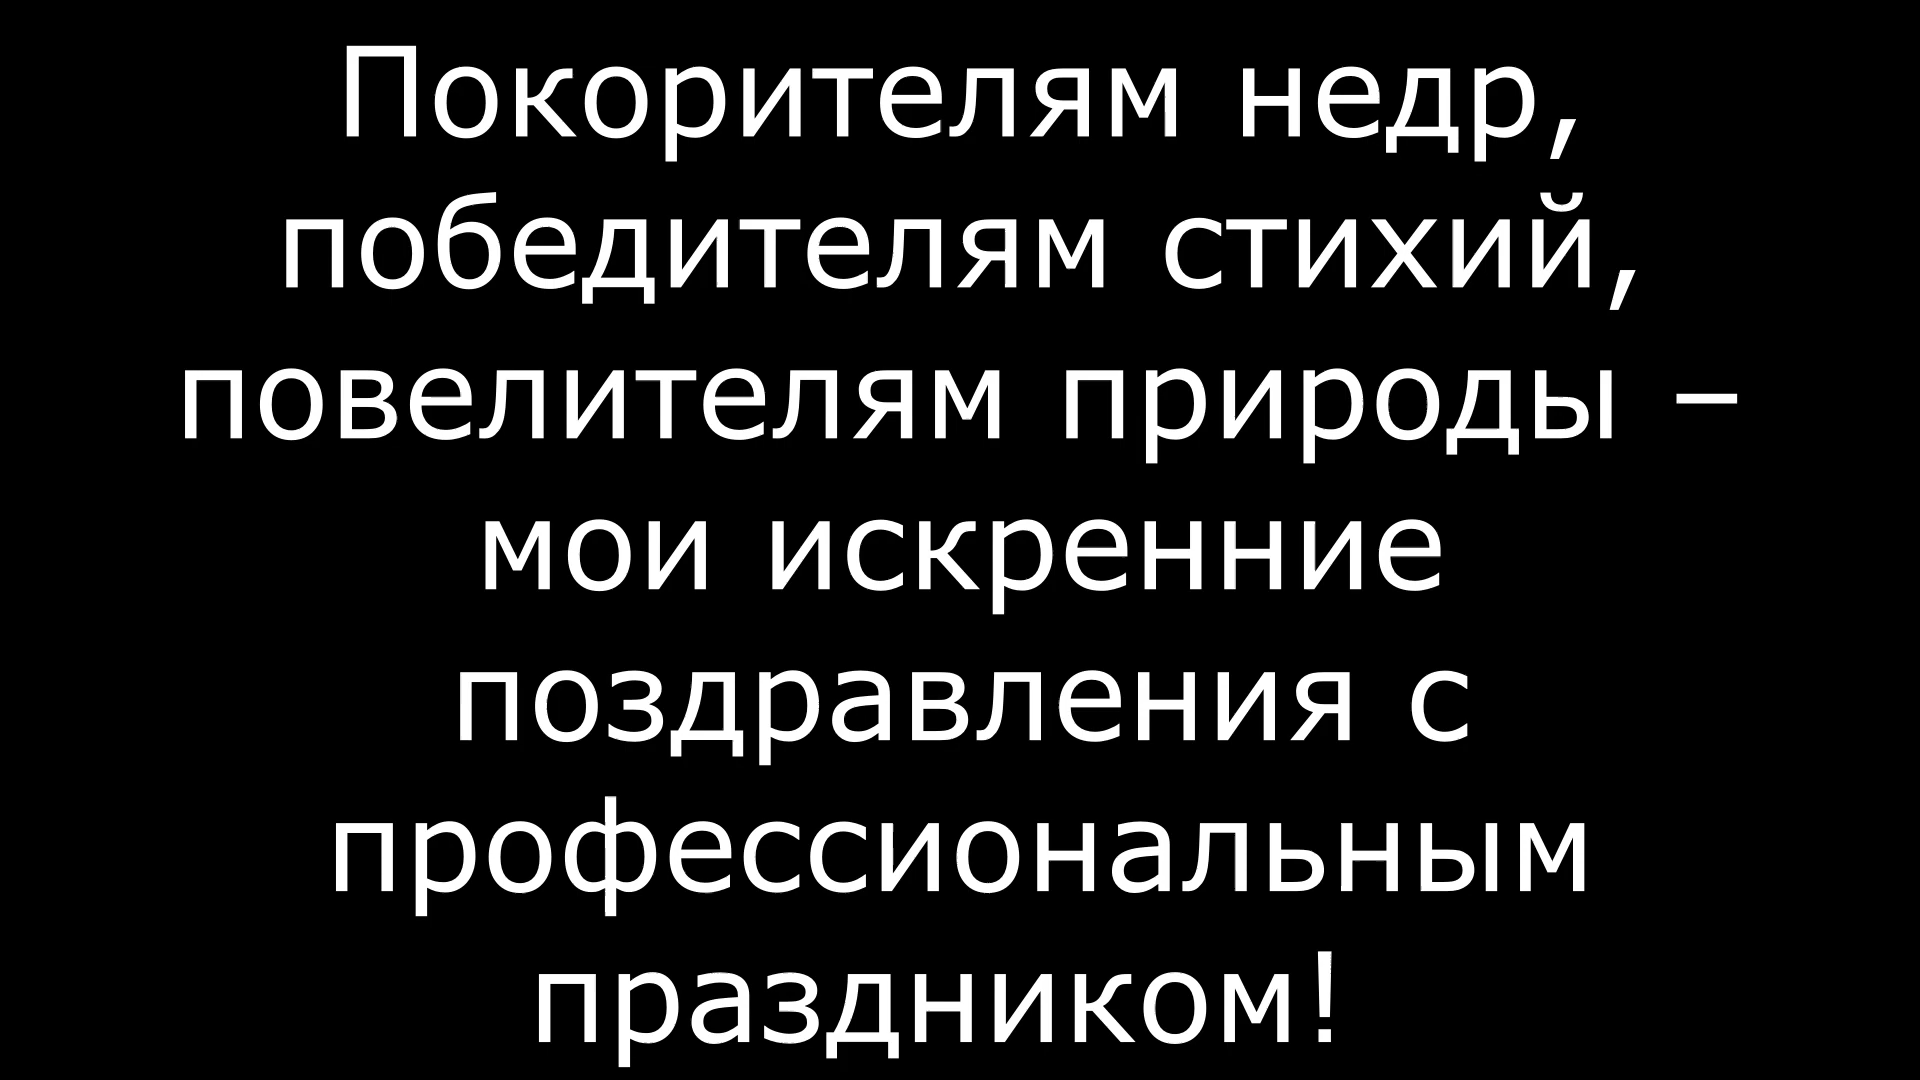 Покорителям недр,
победителям стихий,
повелителям природы –
мои искренние
поздравления с
профессиональным
праздником!